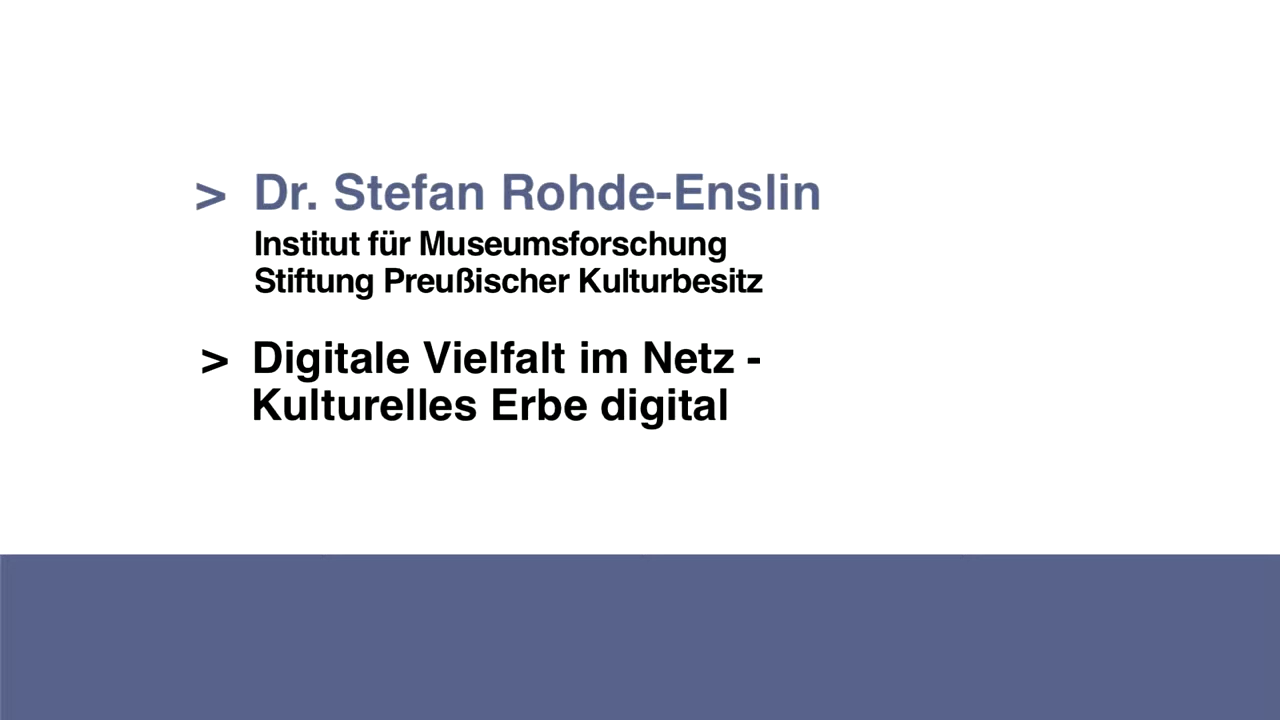 > Dr. Stefan Rohde-Enslin
Institut für Museumsforschung
Stiftung Preußischer Kulturbesitz
> Digitale Vielfalt im Netz -
Kulturelles Erbe digital